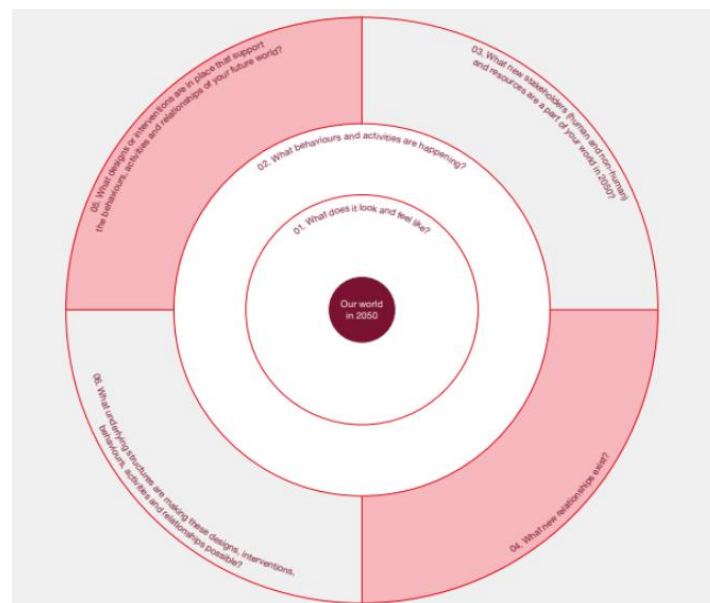 Our world
in 2050
01. What does it look and feel like?
02. What behaviours and activities are happening?
03. What new stakeholders (human and non-human)
and resources are a part of your world in 2050?
04. What new relationships exist?
05. What designs or interventions are in place that support
the behaviours, activities and relationships of your future world?
06. What underlying structures are making these designs, interventions,
behaviours, activities and relationships possible?